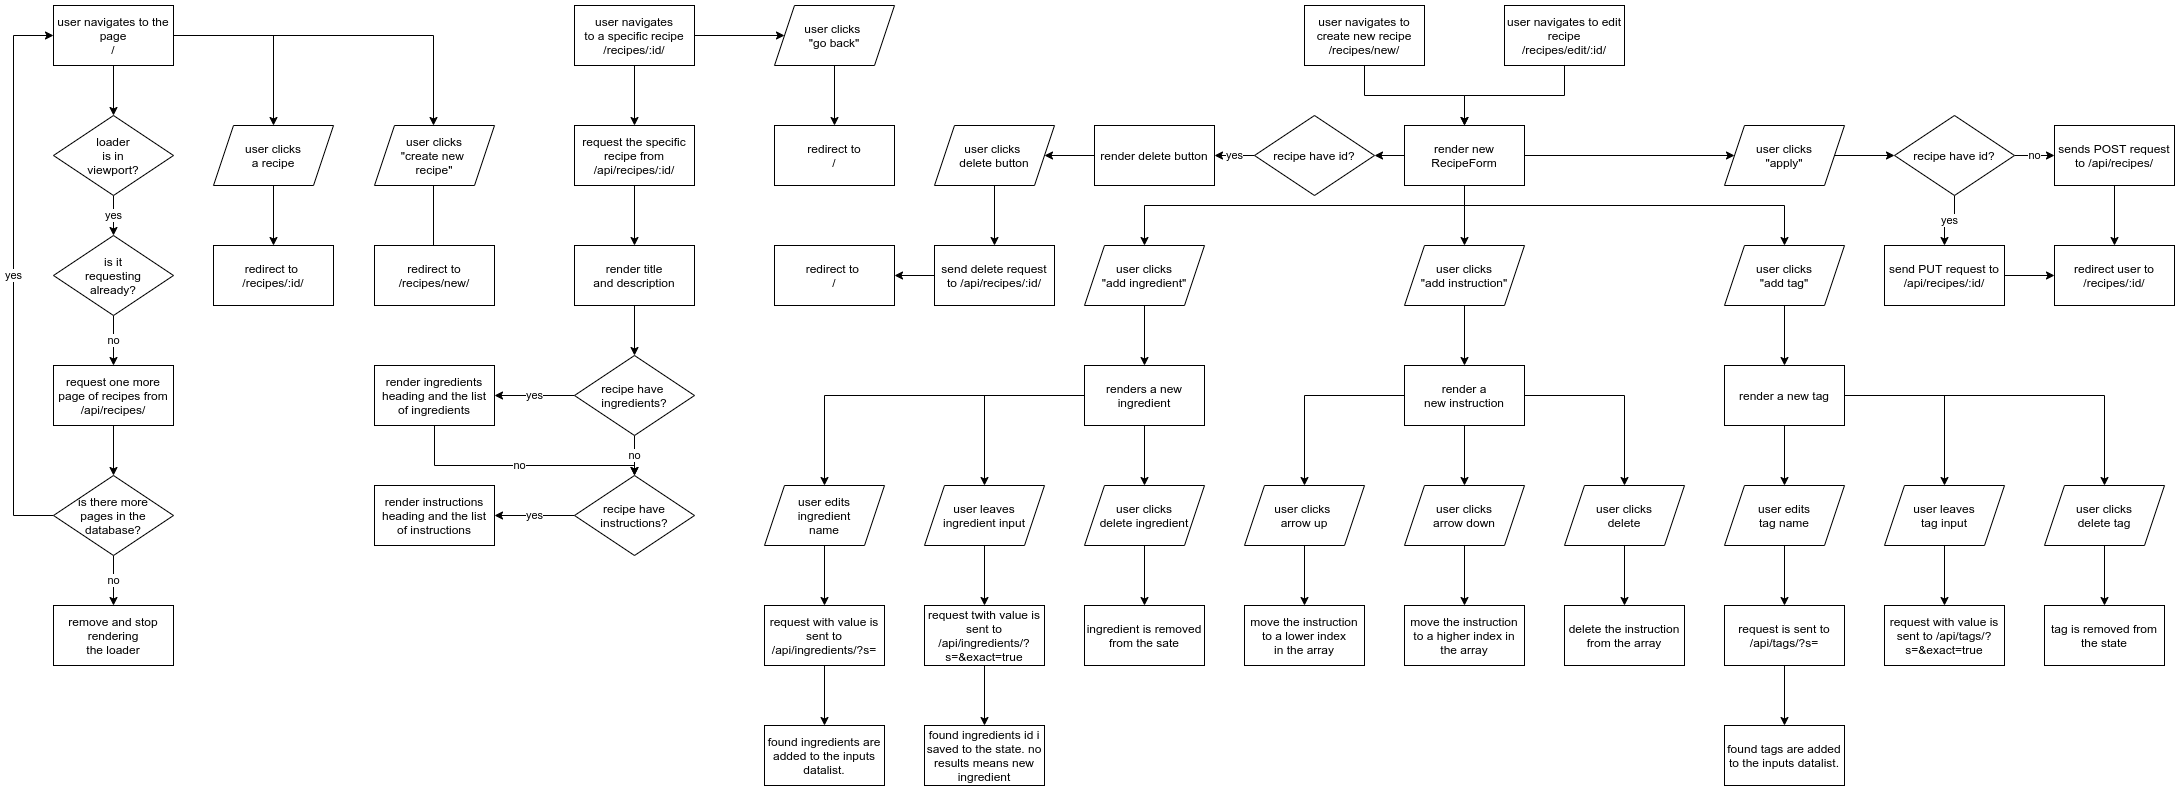 user navigates to the
page
/
user navigates
to a specific recipe
/recipes/:id/
user clicks
"go back"
user navigates to
create new recipe
/recipes/new/
user navigates to edit
recipe
/recipes/edit/:id/
loader
is in
viewport?
user clicks
a recipe
user clicks
"create new
recipe"
request the specific
recipe from
/api/recipes/:id/
redirect to
/
user clicks
delete button
render delete button
yes
recipe have id?
render new
RecipeForm
user clicks
"apply"
recipe have id?
no
sends POST request
to /api/recipes/
yes
yes
yes
is it
requesting
already?
redirect to
/recipes/:id/
redirect to
/recipes/new/
render title
and description
redirect to
/
send delete request
to /api/recipes/:id/
user clicks
"add ingredient"
user clicks
"add instruction"
user clicks
"add tag"
send PUT request to
/api/recipes/:id/
redirect user to
/recipes/:id/
no
request one more
page of recipes from
/api/recipes/
render ingredients
heading and the list
of ingredients
yes
recipe have
ingredients?
renders a new
ingredient
render a
new instruction
render a new tag
no
no
is there more
pages in the
database?
render instructions
heading and the list
of instructions
yes
recipe have
instructions?
user edits
ingredient
name
user leaves
ingredient input
user clicks
delete ingredient
user clicks
arrow up
user clicks
arrow down
user clicks
delete
user edits
tag name
user leaves
tag input
user clicks
delete tag
no
remove and stop
rendering
the loader
request with value is
sent to
/api/ingredients/?s=
request twith value is
sent to
/api/ingredients/?
s=&exact=true
ingredient is removed
from the sate
move the instruction
to a lower index
in the array
move the instruction
to a higher index in
the array
delete the instruction
from the array
request is sent to
/api/tags/?s=
request with value is
sent to /api/tags/?
s=&exact=true
tag is removed from
the state
found ingredients are
added to the inputs
datalist.
found ingredients id i
saved to the state. no
results means new
ingredient
found tags are added
to the inputs datalist.